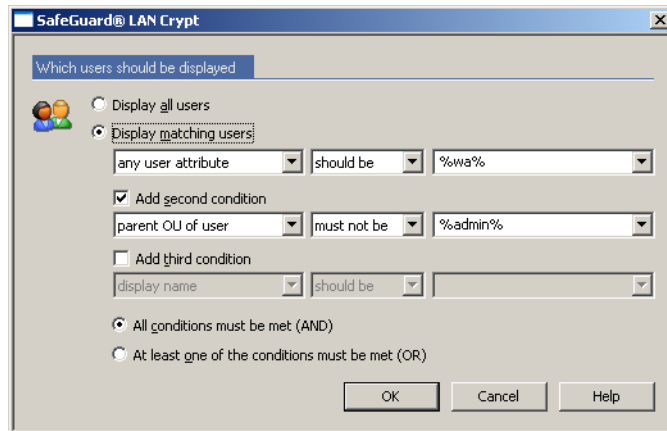 SafeGuard® LAN Crypt
Which users should be displayed
Display all users
Display matching users
any user attribute should be %wa%
Add second condition
parent OU of user must not be %admin%
Add third condition
display name should be
All conditions must be met (AND)
At least one of the conditions must be met (OR)
OK Cancel Help